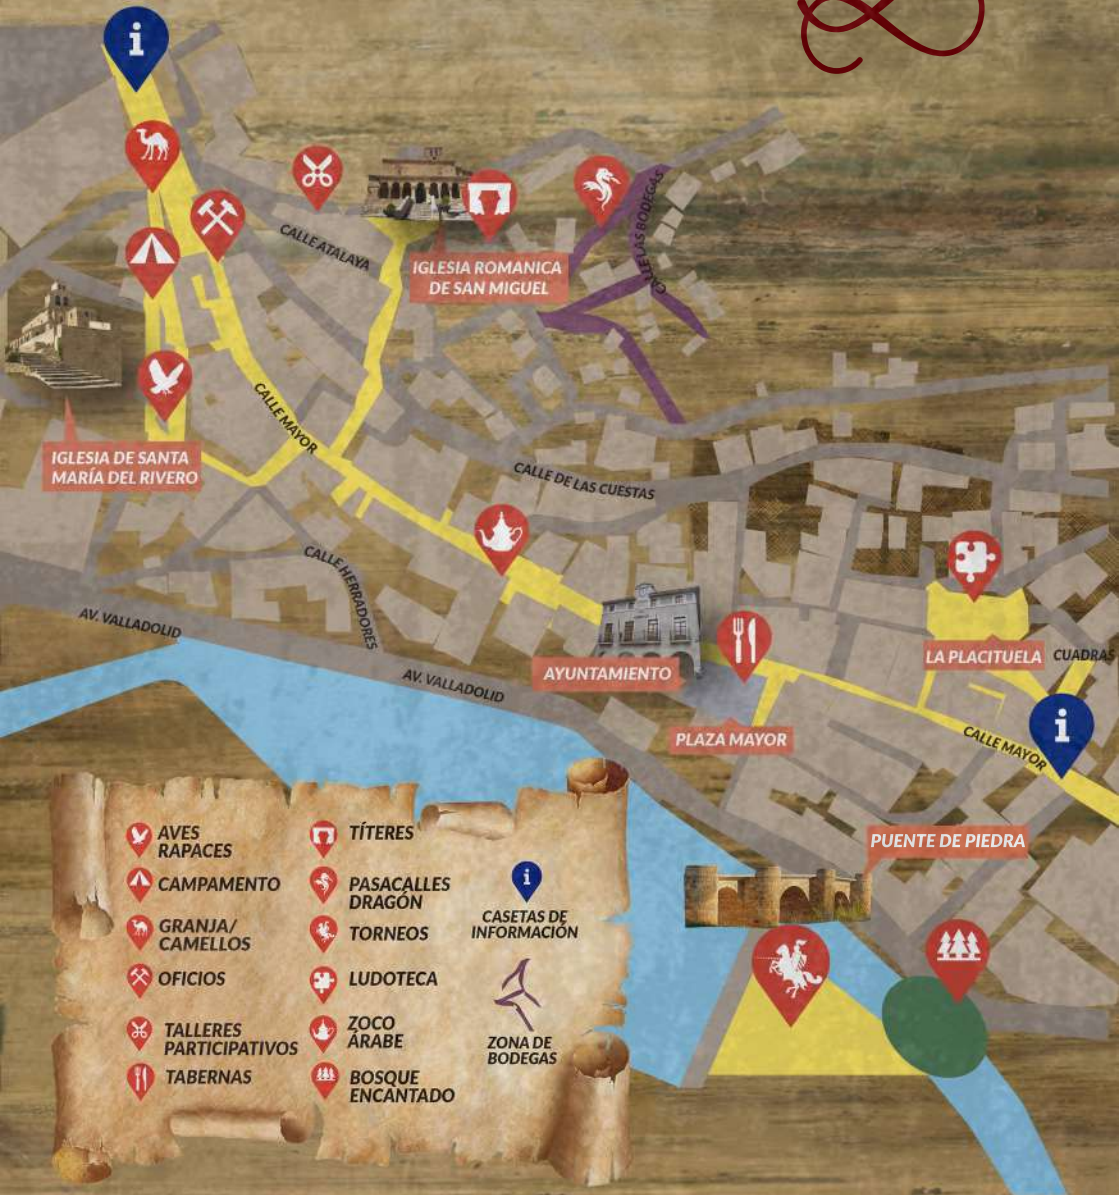 i
CALLE LAS BODEGAS
CALLE ATALAYA
IGLESIA ROMANICA
DE SAN MIGUEL
CALLE MAYOR
IGLESIA DE SANTA
MARÍA DEL RIVERO
CALLE DE LAS CUESTAS
CALLE HERRADORES
AV. VALLADOLID
AV. VALLADOLID
AYUNTAMIENTO
LA PLACITUELA
CUADRAS
PLAZA MAYOR
i
CALLE MAYOR
PUENTE DE PIEDRA
AVES
RAPACES
CAMPAMENTO
GRANJA/
CAMELLOS
OFICIOS
TALLERES
PARTICIPATIVOS
TABERNAS
TÍTERES
PASACALLES
DRAGÓN
TORNEOS
LUDOTECA
ZOCO
ÁRABE
BOSQUE
ENCANTADO
i
CASETAS DE
INFORMACIÓN
ZONA DE
BODEGAS